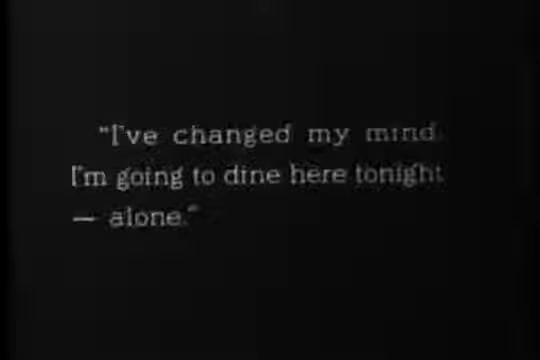 "I've changed my mind.
I'm going to dine here tonight
— alone."